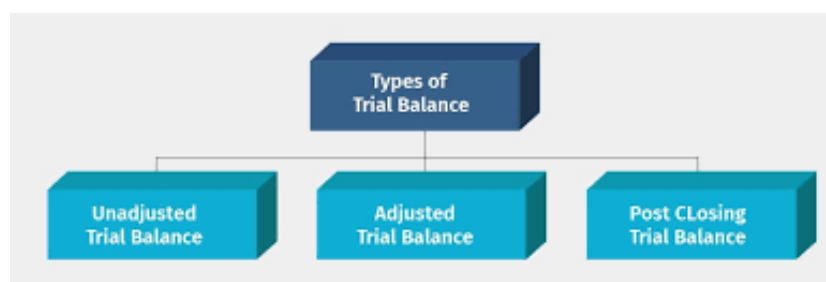 Types of
Trial Balance
Unadjusted
Trial Balance
Adjusted
Trial Balance
Post CLosing
Trial Balance